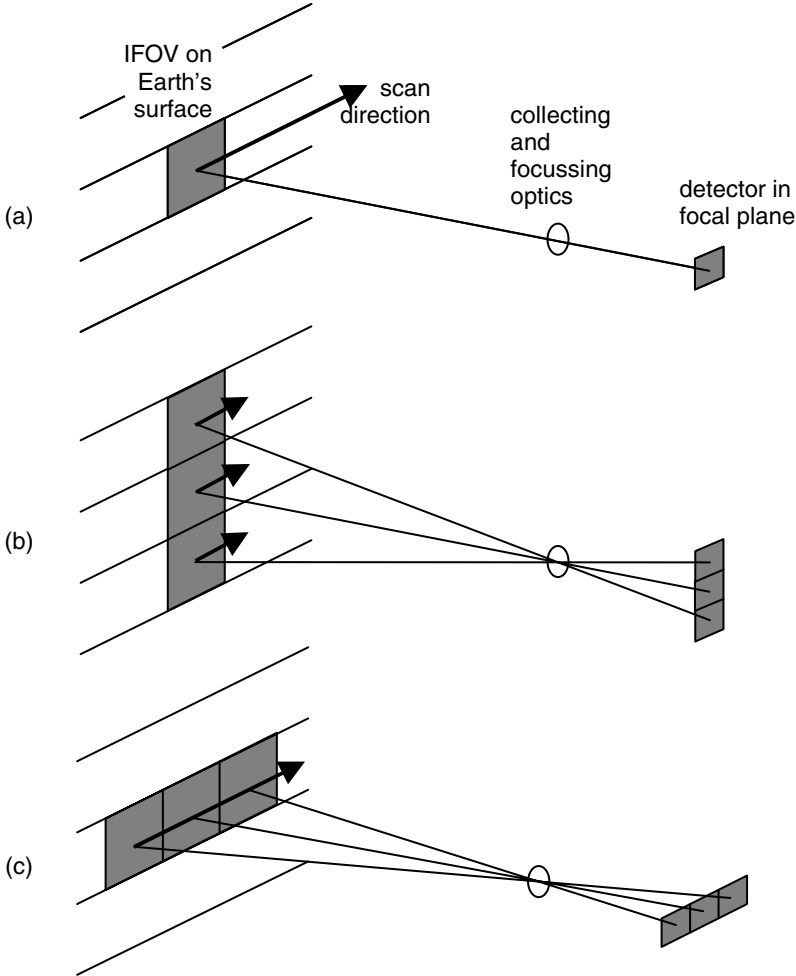 IFOV on
Earth's
surface
scan
direction
collecting
and
focussing
optics
detector in
focal plane
(a)
(b)
(c)